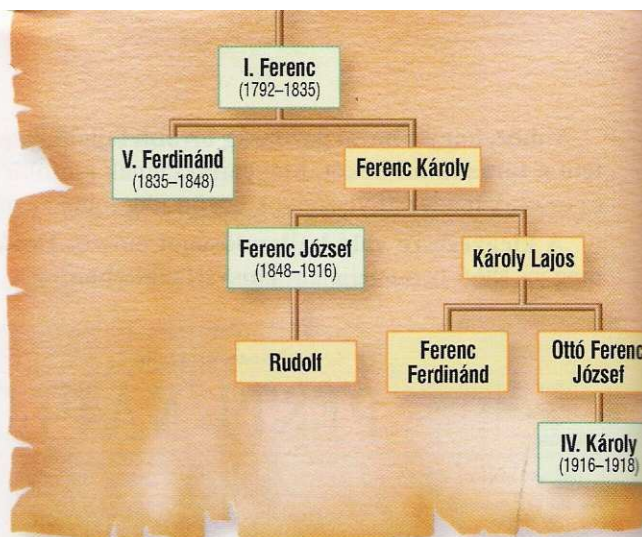 I. Ferenc
(1792–1835)
V. Ferdinánd
(1835–1848)
Ferenc Károly
Ferenc József
(1848–1916)
Károly Lajos
Rudolf
Ferenc
Ferdinánd
Ottó Ferenc
József
IV. Károly
(1916–1918)